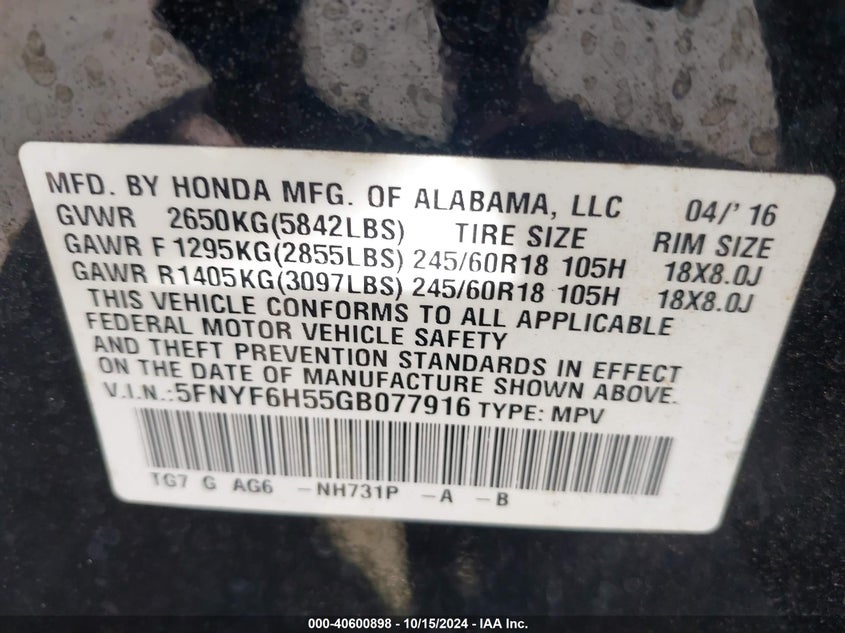 MFD. BY HONDA MFG. OF ALABAMA, LLC 04/' 16
GVWR 2650KG(5842LBS) TIRE SIZE RIM SIZE
GAWR F 1295KG(2855LBS) 245/60R18 105H 18X8.0J
GAWR R1405KG(3097LBS) 245/60R18 105H 18X8.0J
THIS VEHICLE CONFORMS TO ALL APPLICABLE
FEDERAL MOTOR VEHICLE SAFETY
AND THEFT PREVENTION STANDARDS IN EFFECT
ON THE DATE OF MANUFACTURE SHOWN ABOVE.
V.I.N.:5FNYF6H55GB077916 TYPE: MPV
TG7 G AG6 -NH731P -A -B
000-40600898 - 10/15/2024 - IAA Inc.